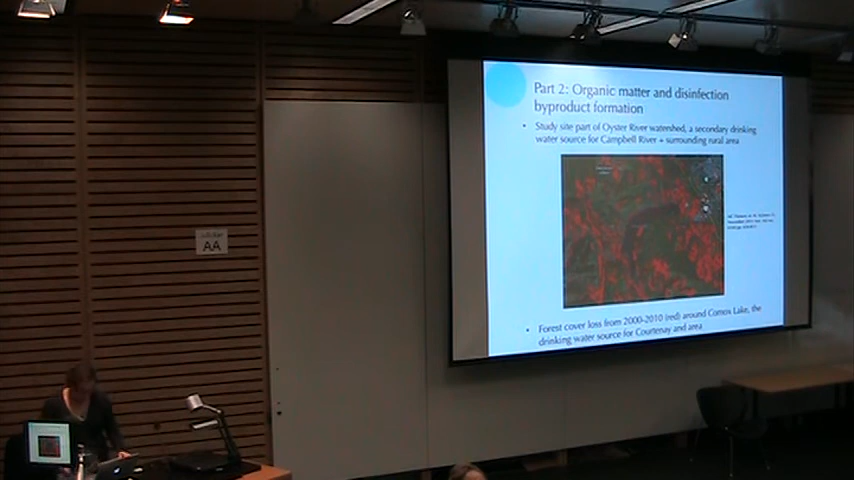 Part 2: Organic matter and disinfection
byproduct formation
• Study site part of Oyster River watershed, a secondary drinking
water source for Campbell River + surrounding rural area
• Forest cover loss from 2000-2010 (red) around Comox Lake, the
drinking water source for Courtenay and area
AA